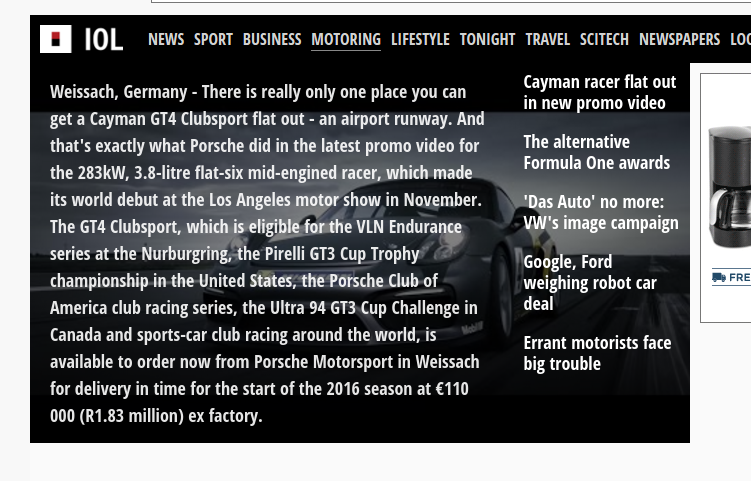 IOL
NEWS SPORT BUSINESS MOTORING LIFESTYLE TONIGHT TRAVEL SCITECH NEWSPAPERS LOC
Weissach, Germany - There is really only one place you can
get a Cayman GT4 Clubsport flat out - an airport runway. And
that's exactly what Porsche did in the latest promo video for
the 283kW, 3.8-litre flat-six mid-engined racer, which made
its world debut at the Los Angeles motor show in November.
The GT4 Clubsport, which is eligible for the VLN Endurance
series at the Nurburgring, the Pirelli GT3 Cup Trophy
championship in the United States, the Porsche Club of
America club racing series, the Ultra 94 GT3 Cup Challenge in
Canada and sports-car club racing around the world, is
available to order now from Porsche Motorsport in Weissach
for delivery in time for the start of the 2016 season at €110
000 (R1.83 million) ex factory.
Cayman racer flat out
in new promo video
The alternative
Formula One awards
'Das Auto' no more:
VW's image campaign
Google, Ford
weighing robot car
deal
Errant motorists face
big trouble
Mobil
FRE